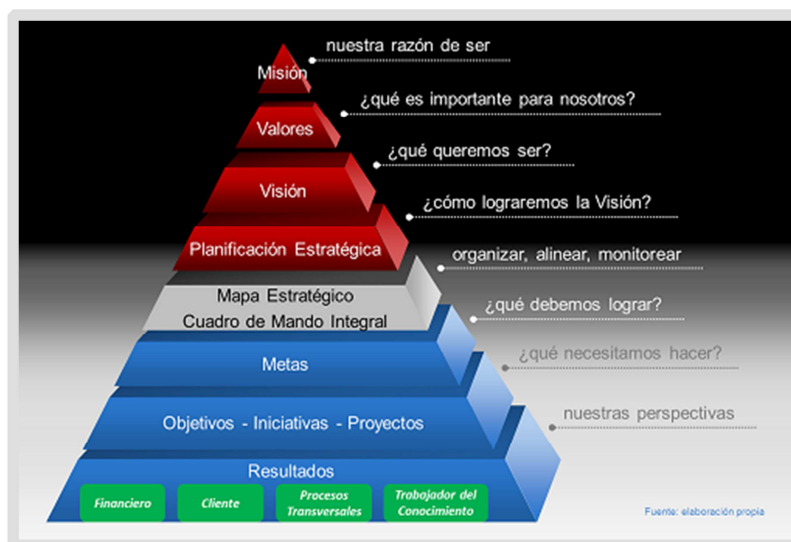 nuestra razón de ser
Misión
¿qué es importante para nosotros?
Valores
¿qué queremos ser?
Visión
¿cómo lograremos la Visión?
Planificación Estratégica
organizar, alinear, monitorear
Mapa Estratégico
Cuadro de Mando Integral
¿qué debemos lograr?
Metas
¿qué necesitamos hacer?
Objetivos - Iniciativas - Proyectos
nuestras perspectivas
Resultados
Financiero
Cliente
Procesos
Transversales
Trabajador del
Conocimiento
Fuente: elaboración propia